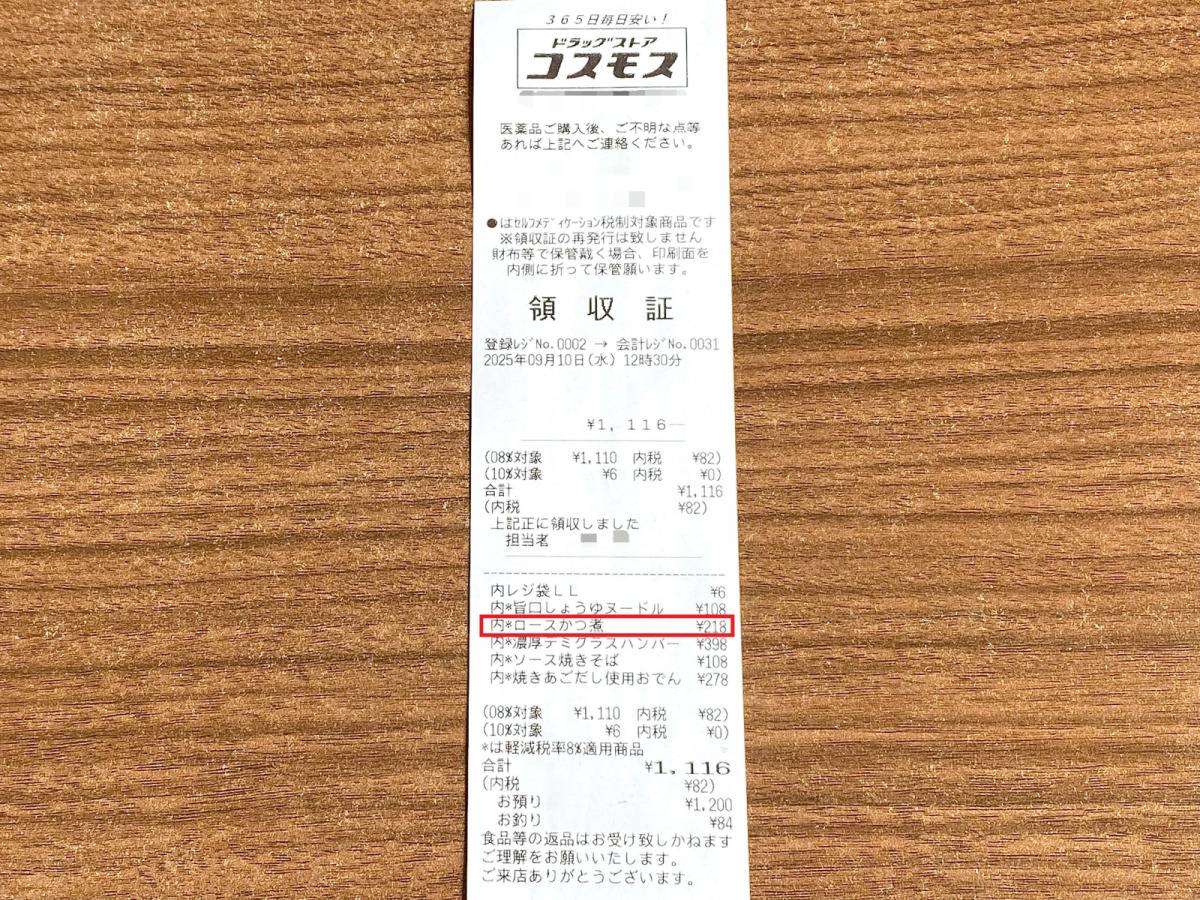 365日毎日安い!
ドラッグストア
コスモス
医薬品ご購入後、ご不明な点等
あれば上記へご連絡ください。
●はｾﾙﾌﾒﾃﾞｨｹｰｼｮﾝ税制対象商品です
※領収証の再発行は致しません
財布等で保管戴く場合、印刷面を
内側に折って保管願います。
領収証
登録ﾚｼﾞNo.0002 → 会計ﾚｼﾞNo.0031
2025年09月10日(水) 12時30分
¥1,116―
(08%対象 ¥1,110 内税 ¥82)
(10%対象 ¥6 内税 ¥0)
合計 ¥1,116
(内税 ¥82)
上記正に領収しました
担当者
内レジ袋LL ¥6
内*旨口しょうゆヌードル ¥108
内*ロースかつ煮 ¥218
内*濃厚デミグラスハンバー ¥398
内*ソース焼きそば ¥108
内*焼きあごだし使用おでん ¥278
(08%対象 ¥1,110 内税 ¥82)
(10%対象 ¥6 内税 ¥0)
*は軽減税率8%適用商品
合計 ¥1,116
(内税 ¥82)
お預り ¥1,200
お釣り ¥84
食品等の返品はお受け致しかねます
ご理解をお願いいたします。
ご来店ありがとうございます。